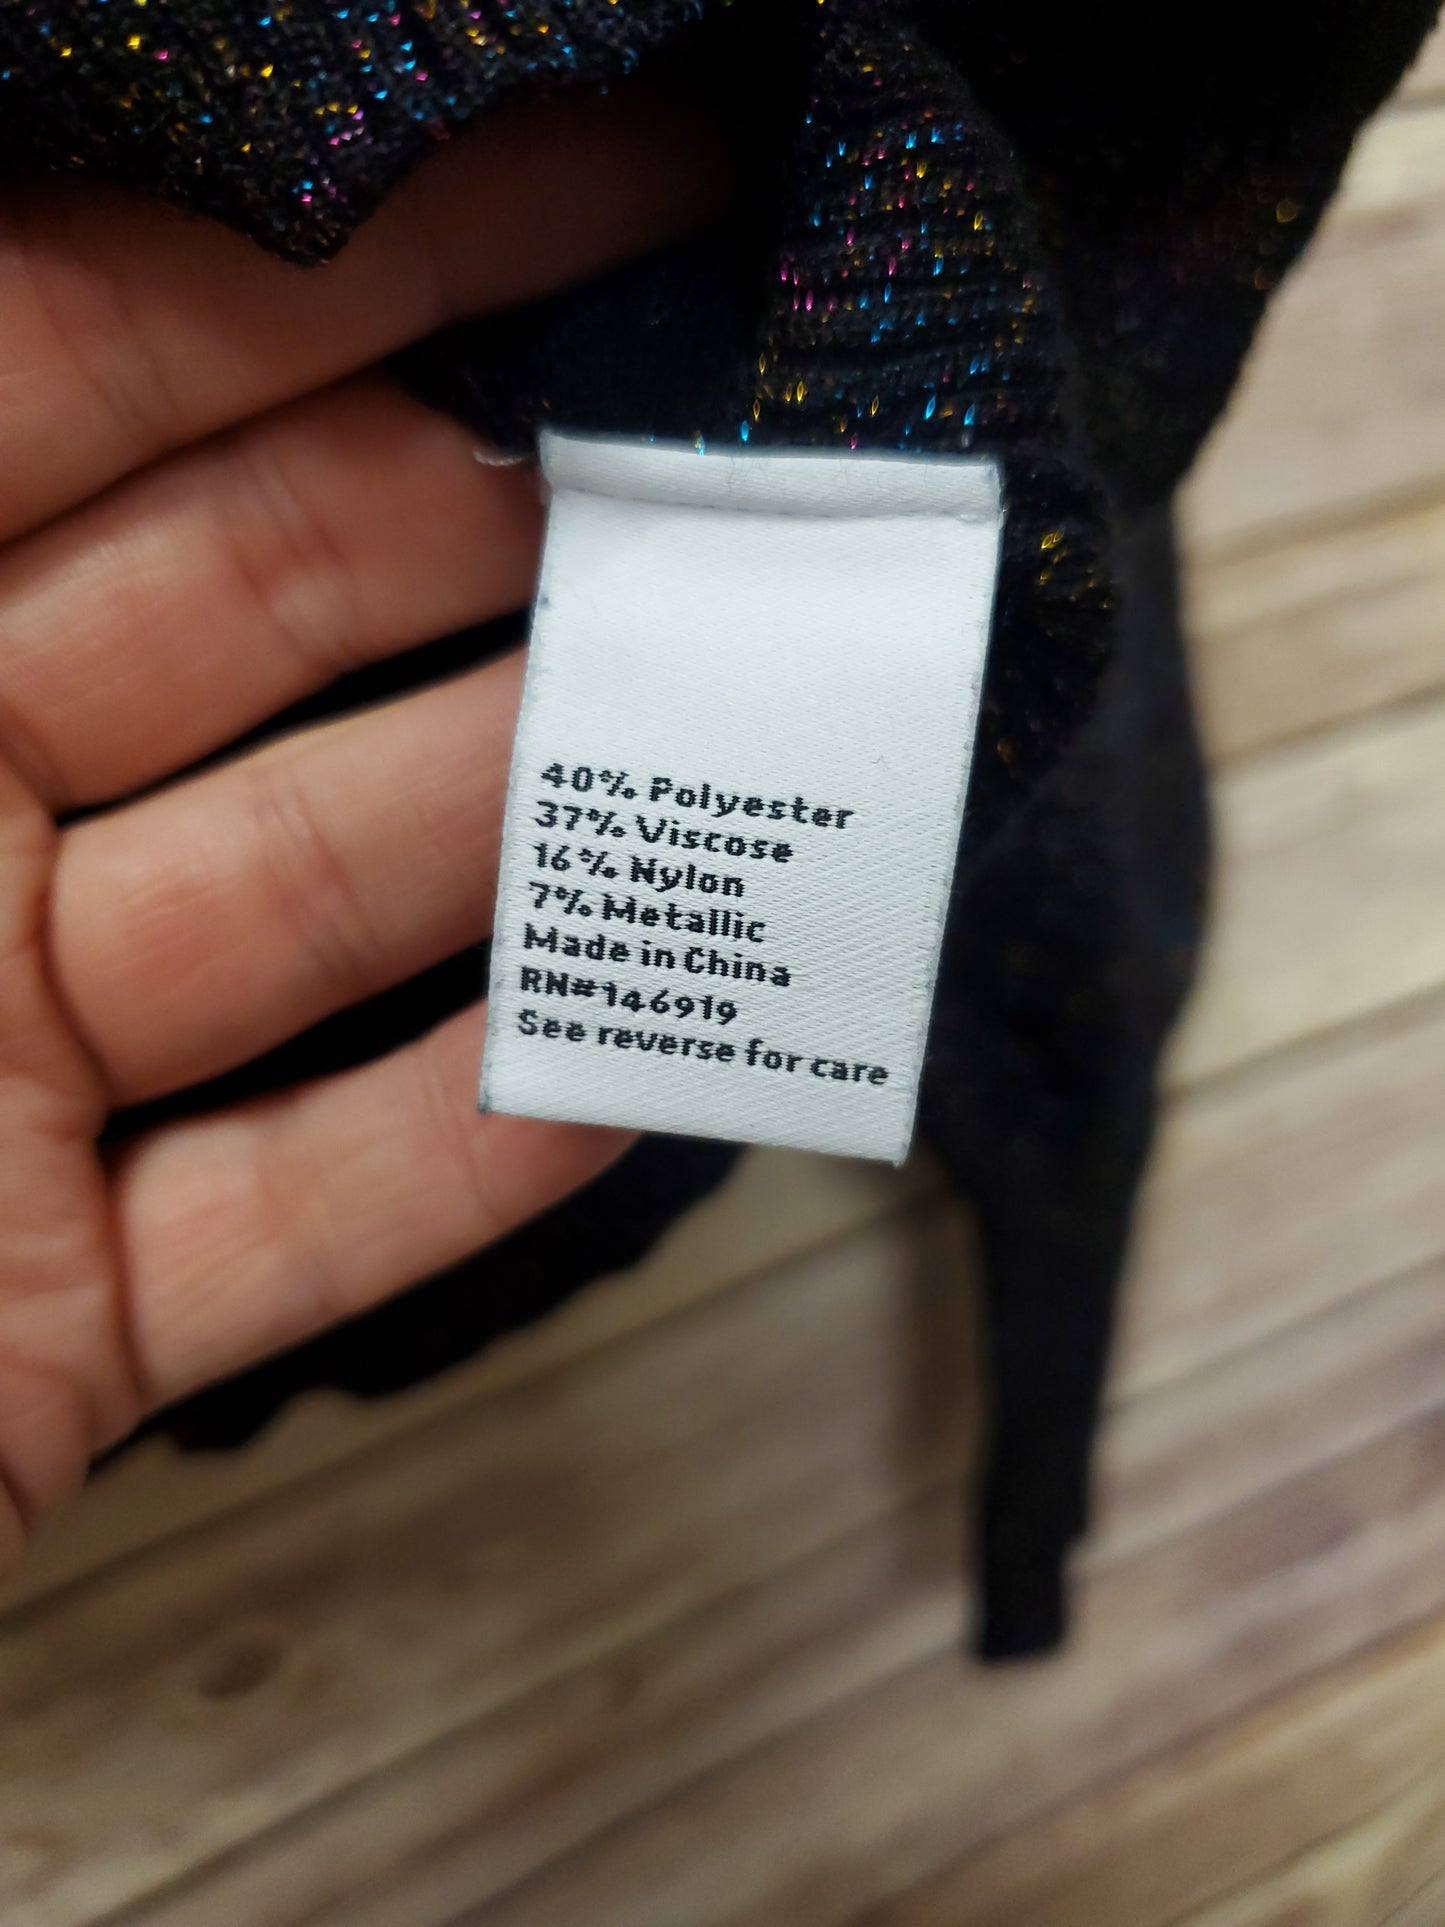 40% Polyester
37% Viscose
16% Nylon
7% Metallic
Made in China
RN#146919
See reverse for care